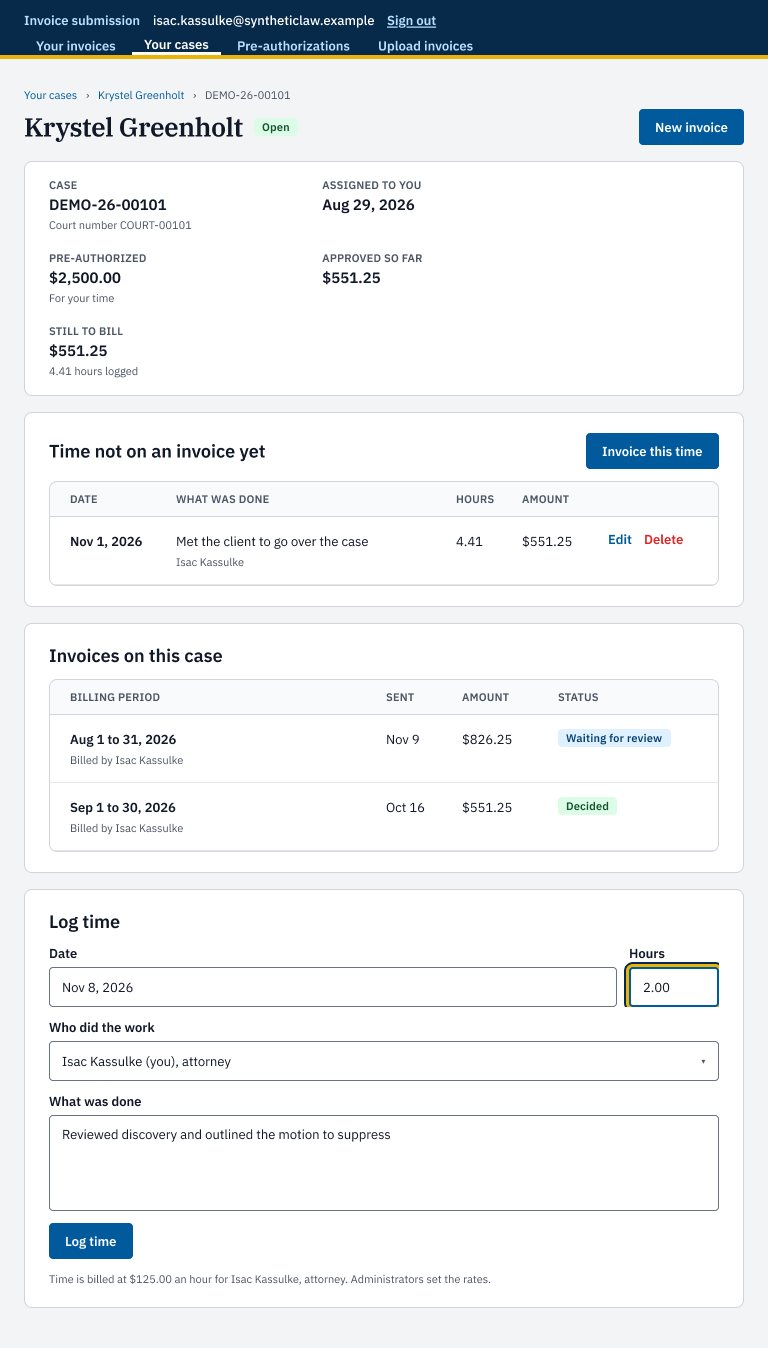 Invoice submission isac.kassulke@syntheticlaw.example Sign out
Your invoices Your cases Pre-authorizations Upload invoices
Your cases › Krystel Greenholt › DEMO-26-00101
Krystel Greenholt Open New invoice
CASE ASSIGNED TO YOU
DEMO-26-00101 Aug 29, 2026
Court number COURT-00101
PRE-AUTHORIZED APPROVED SO FAR
$2,500.00 $551.25
For your time
STILL TO BILL
$551.25
4.41 hours logged
Time not on an invoice yet Invoice this time
DATE WHAT WAS DONE HOURS AMOUNT
Nov 1, 2026 Met the client to go over the case 4.41 $551.25 Edit Delete
Isac Kassulke
Invoices on this case
BILLING PERIOD SENT AMOUNT STATUS
Aug 1 to 31, 2026 Nov 9 $826.25 Waiting for review
Billed by Isac Kassulke
Sep 1 to 30, 2026 Oct 16 $551.25 Decided
Billed by Isac Kassulke
Log time
Date Hours
Nov 8, 2026 2.00
Who did the work
Isac Kassulke (you), attorney
What was done
Reviewed discovery and outlined the motion to suppress
Log time
Time is billed at $125.00 an hour for Isac Kassulke, attorney. Administrators set the rates.